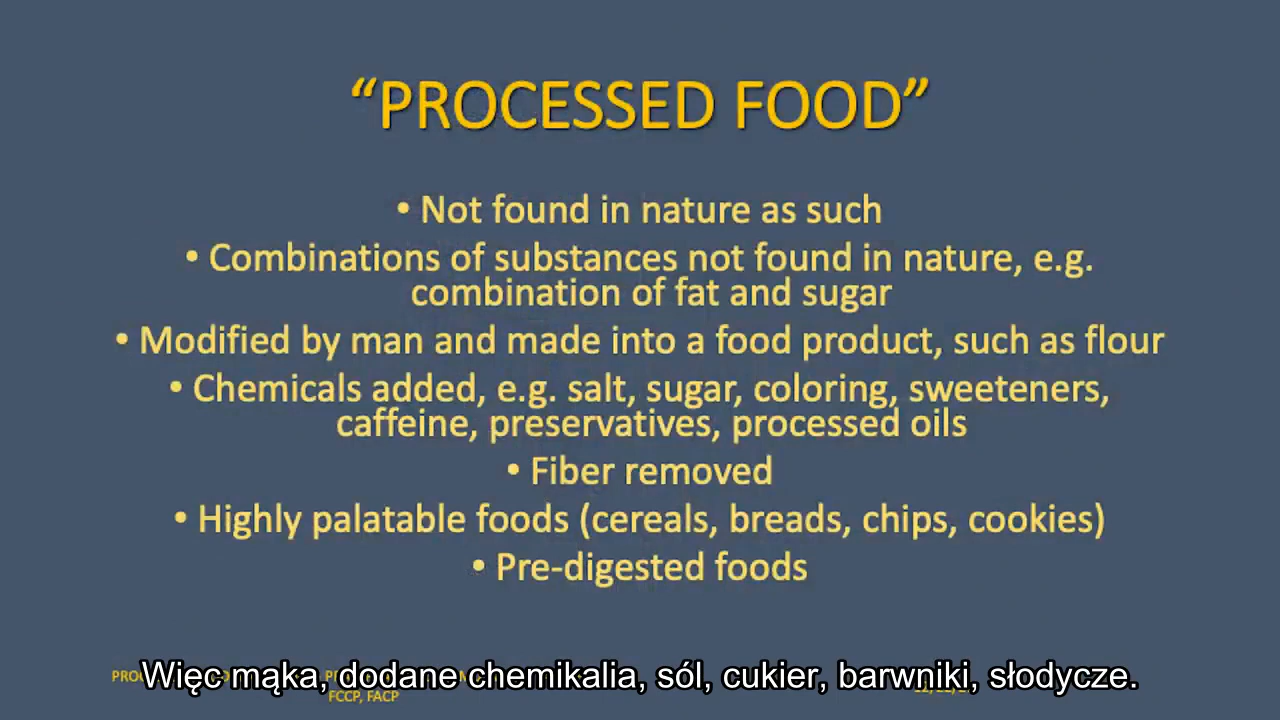 “PROCESSED FOOD”
• Not found in nature as such
• Combinations of substances not found in nature, e.g.
combination of fat and sugar
• Modified by man and made into a food product, such as flour
• Chemicals added, e.g. salt, sugar, coloring, sweeteners,
caffeine, preservatives, processed oils
• Fiber removed
• Highly palatable foods (cereals, breads, chips, cookies)
• Pre-digested foods
Więc mąka, dodane chemikalia, sól, cukier, barwniki, słodycze.
FCCP, FACP